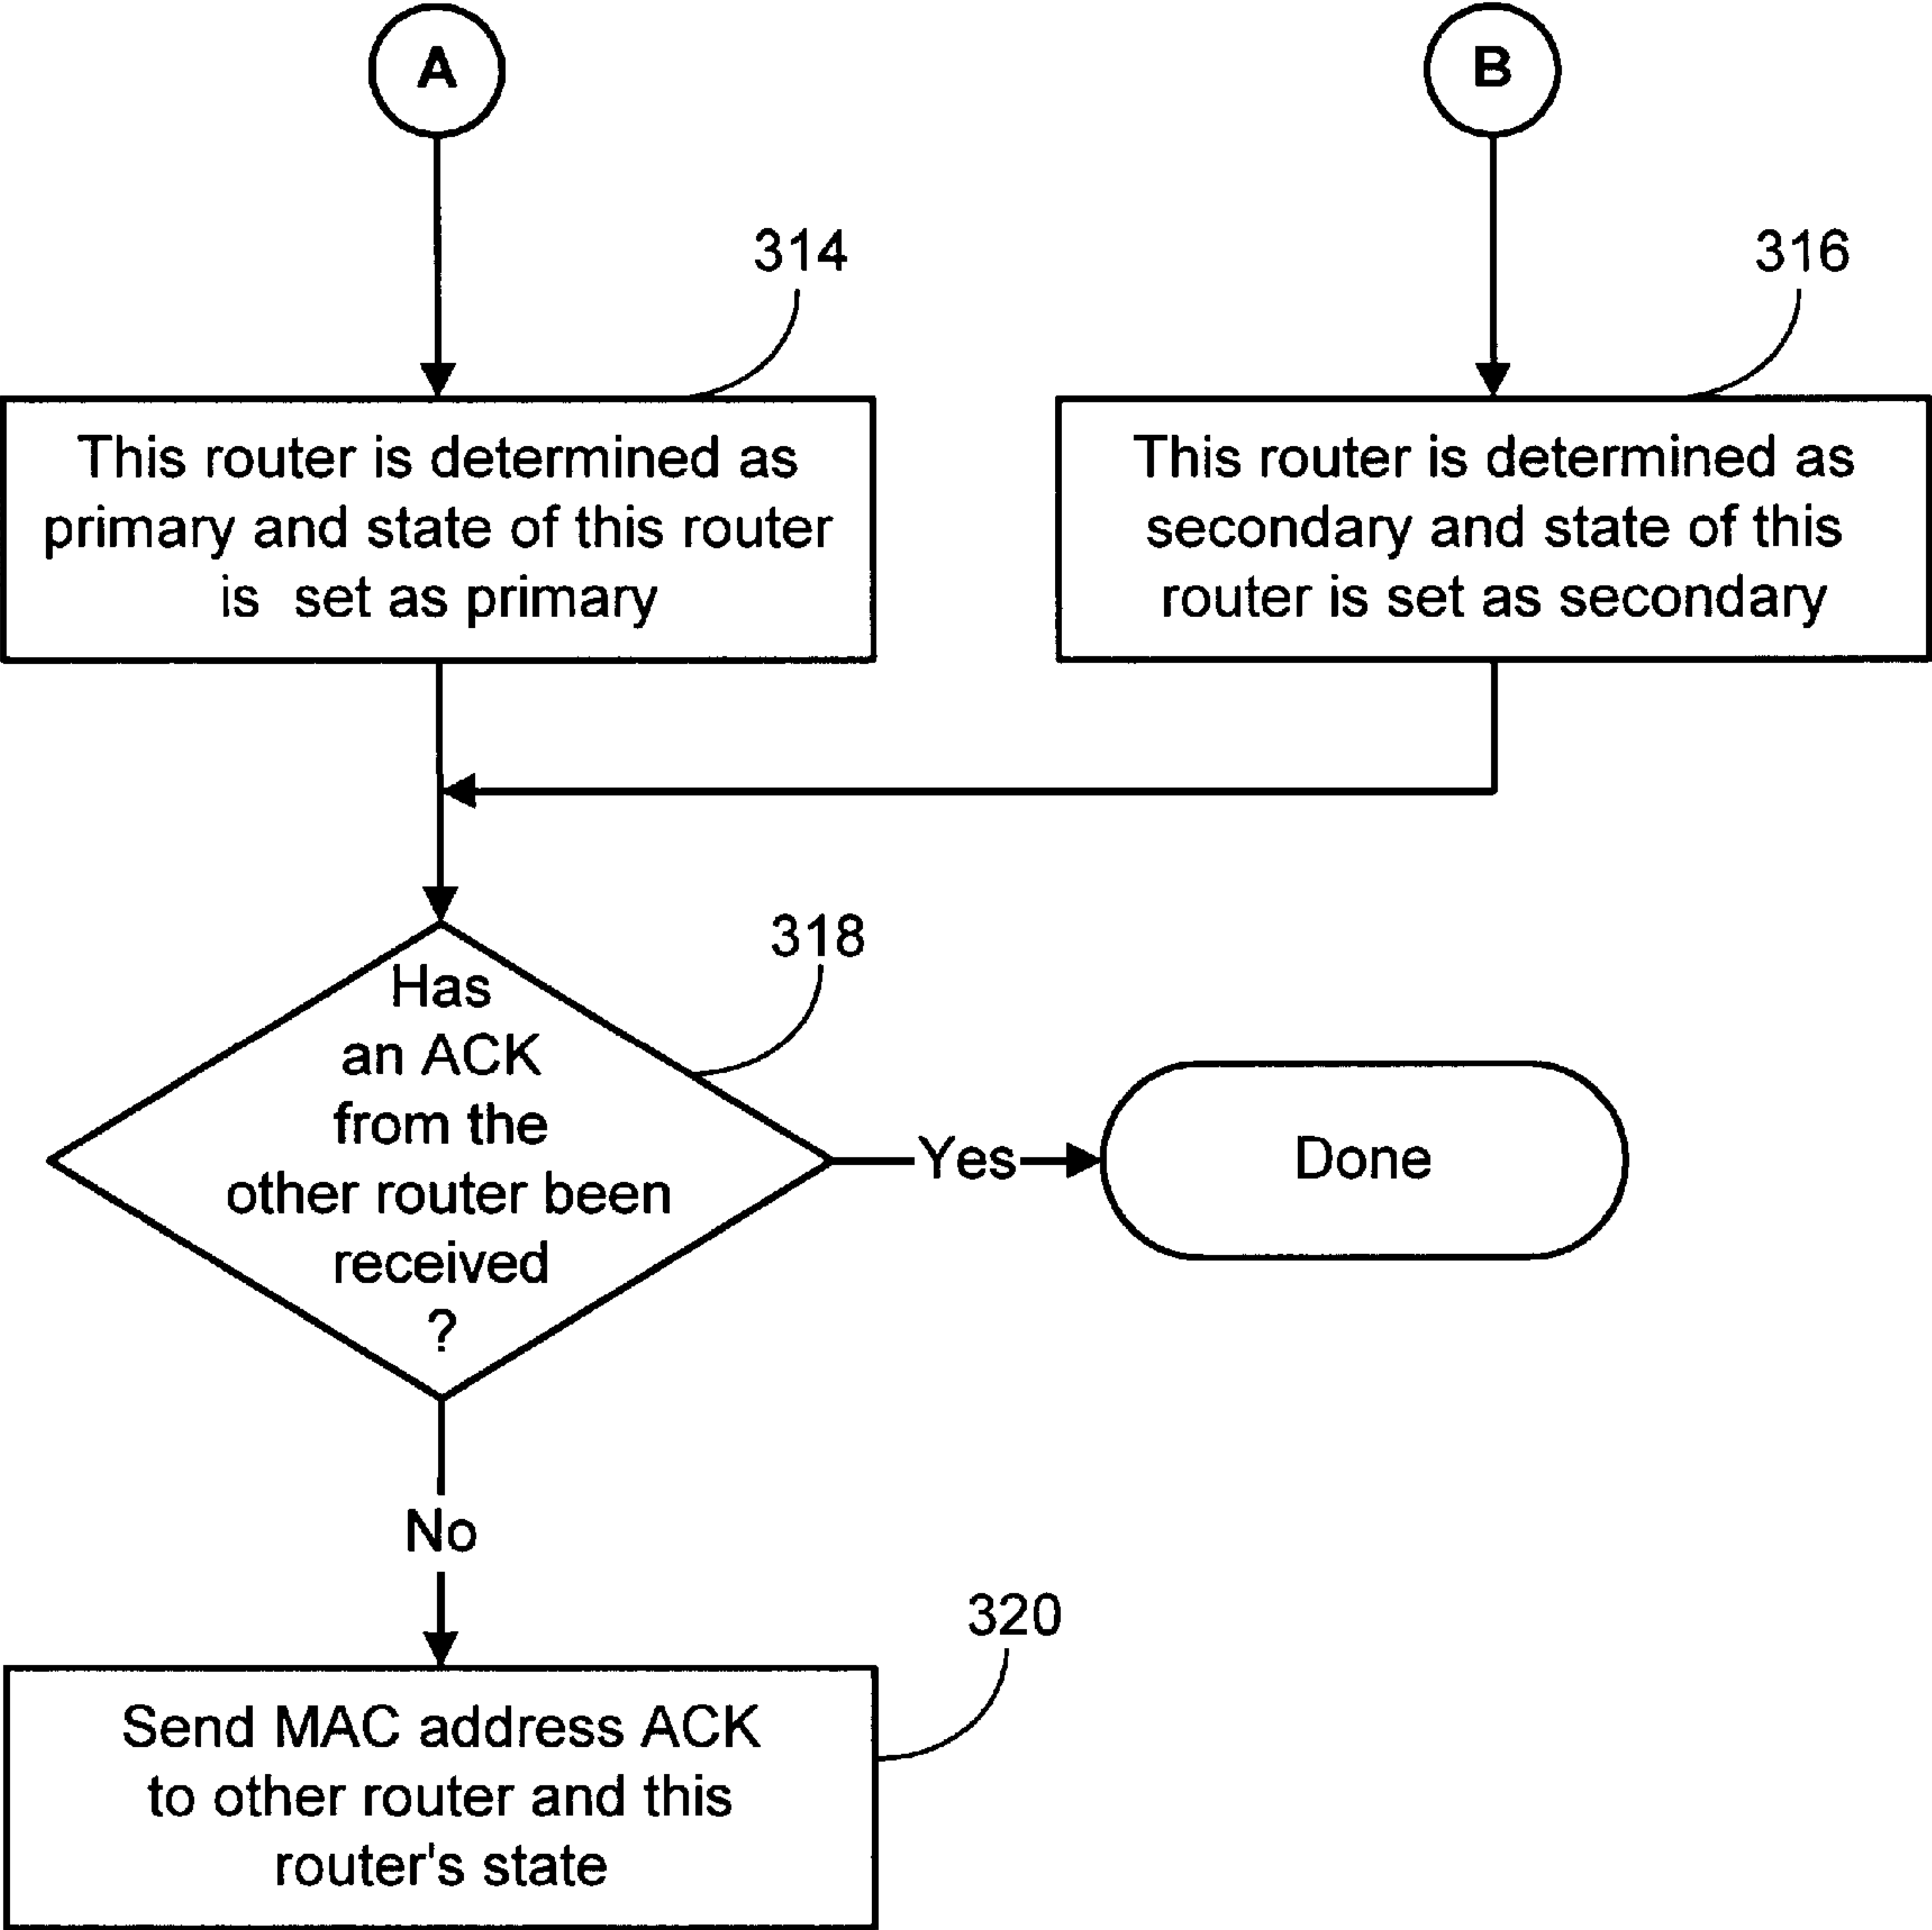 A
B
314
316
This router is determined as
primary and state of this router
is set as primary
This router is determined as
secondary and state of this
router is set as secondary
318
Has
an ACK
from the
other router been
received
?
Yes
Done
No
320
Send MAC address ACK
to other router and this
router's state